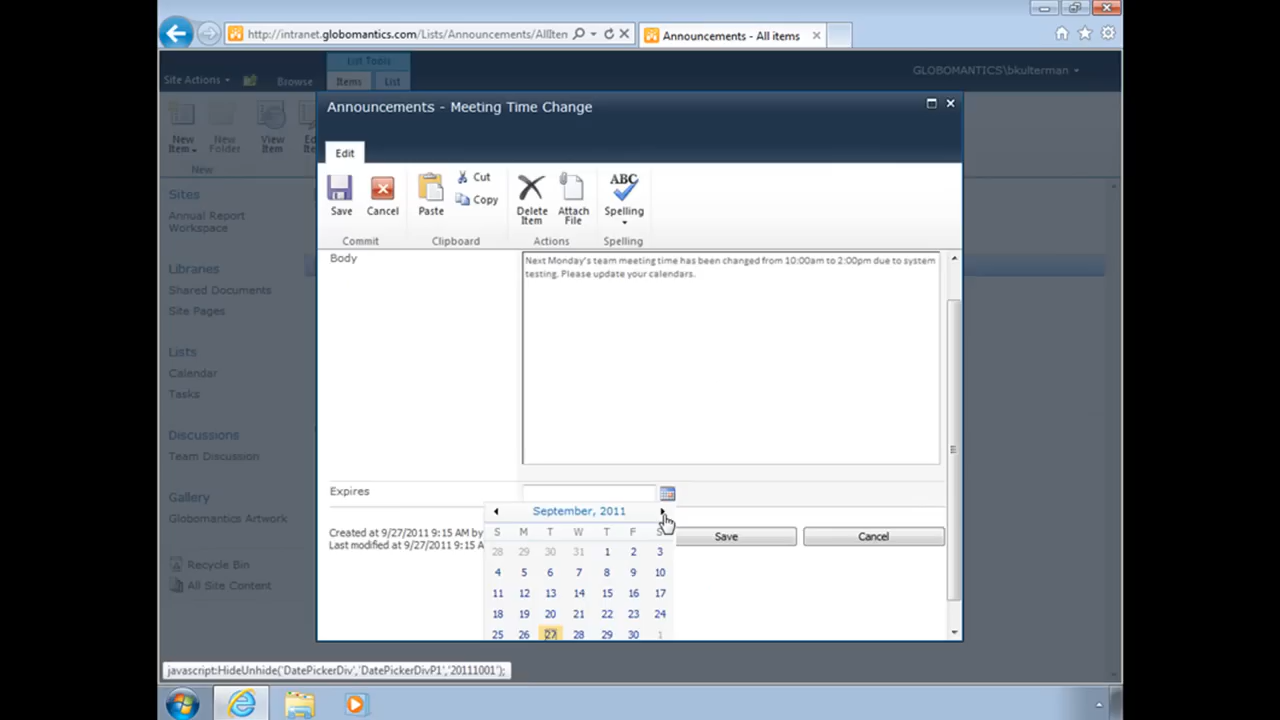 http://intranet.globomantics.com/Lists/Announcements/AllIten
Announcements - All items
List Tools
GLOBOMANTICS\bkulterman
Site Actions
Browse
Items
List
Announcements - Meeting Time Change
New Item
New Folder
View Item
New
Edit
Save
Cancel
Paste
Cut
Copy
Delete Item
Attach File
ABC
Spelling
Commit
Clipboard
Actions
Spelling
Sites
Annual Report Workspace
Libraries
Shared Documents
Site Pages
Lists
Calendar
Tasks
Discussions
Team Discussion
Gallery
Globomantics Artwork
Recycle Bin
All Site Content
Body
Next Monday's team meeting time has been changed from 10:00am to 2:00pm due to system
testing. Please update your calendars.
Expires
September, 2011
S M T W T F S
28 29 30 31 1 2 3
4 5 6 7 8 9 10
11 12 13 14 15 16 17
18 19 20 21 22 23 24
25 26 27 28 29 30 1
Created at 9/27/2011 9:15 AM by
Last modified at 9/27/2011 9:15 A
Save
Cancel
javascript:HideUnhide('DatePickerDiv','DatePickerDivP1','20111001');